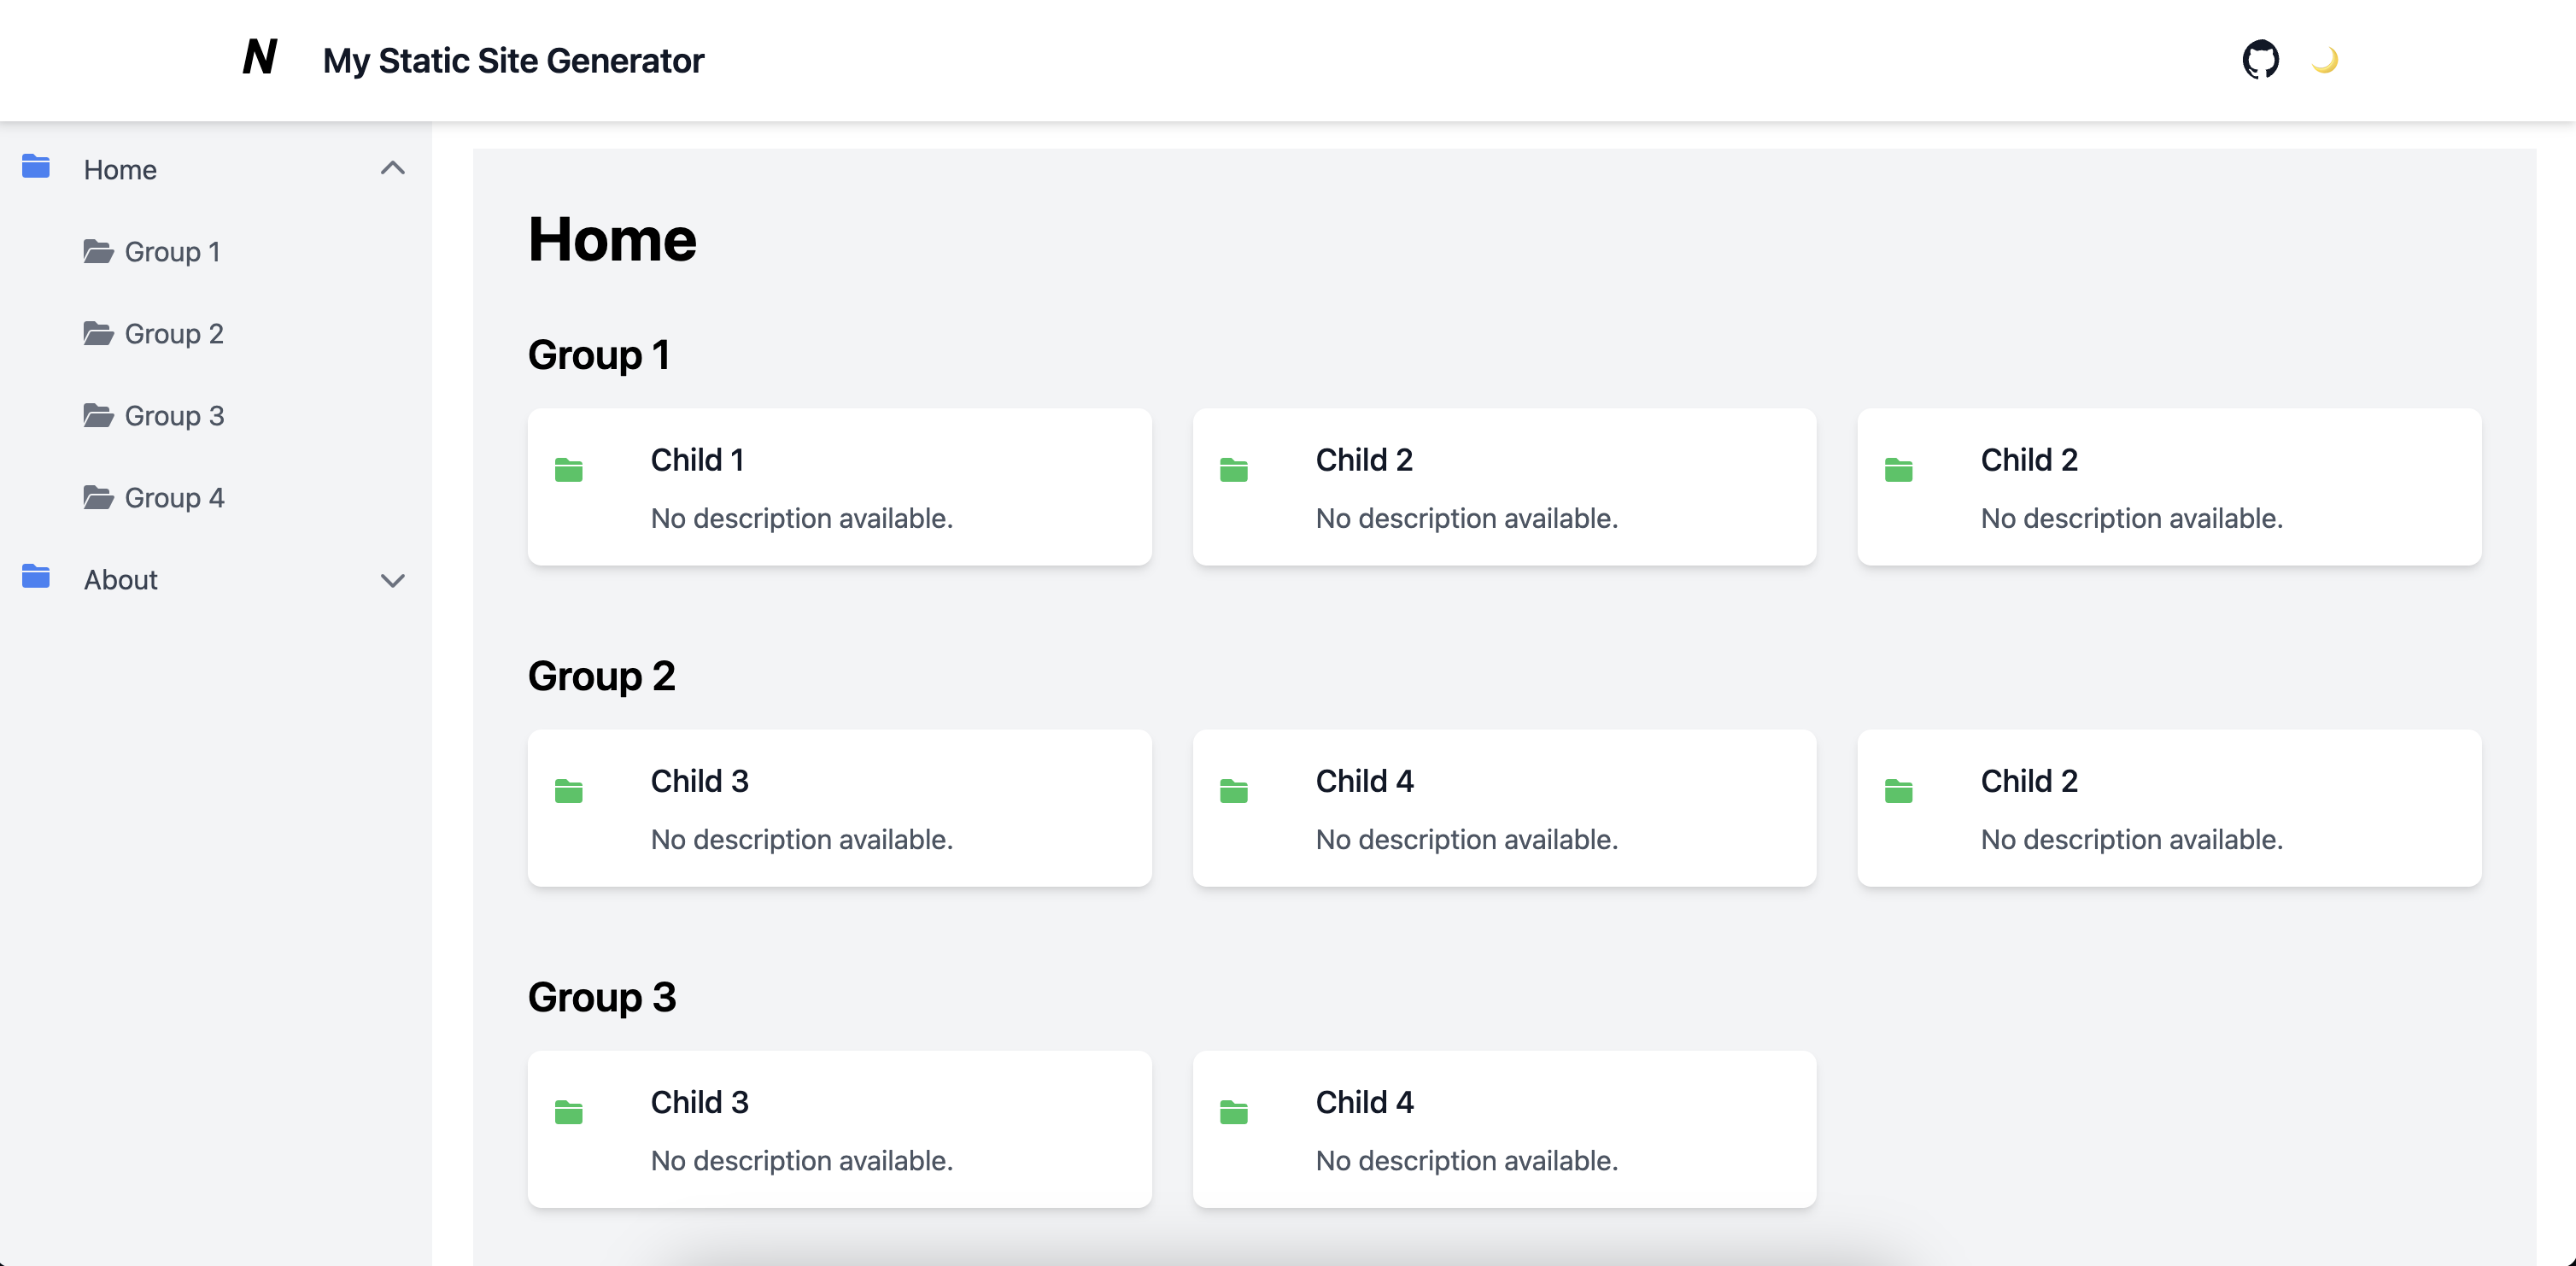 N My Static Site Generator
Home
Group 1
Group 2
Group 3
Group 4
About
Home
Group 1
Child 1
No description available.
Child 2
No description available.
Child 2
No description available.
Group 2
Child 3
No description available.
Child 4
No description available.
Child 2
No description available.
Group 3
Child 3
No description available.
Child 4
No description available.